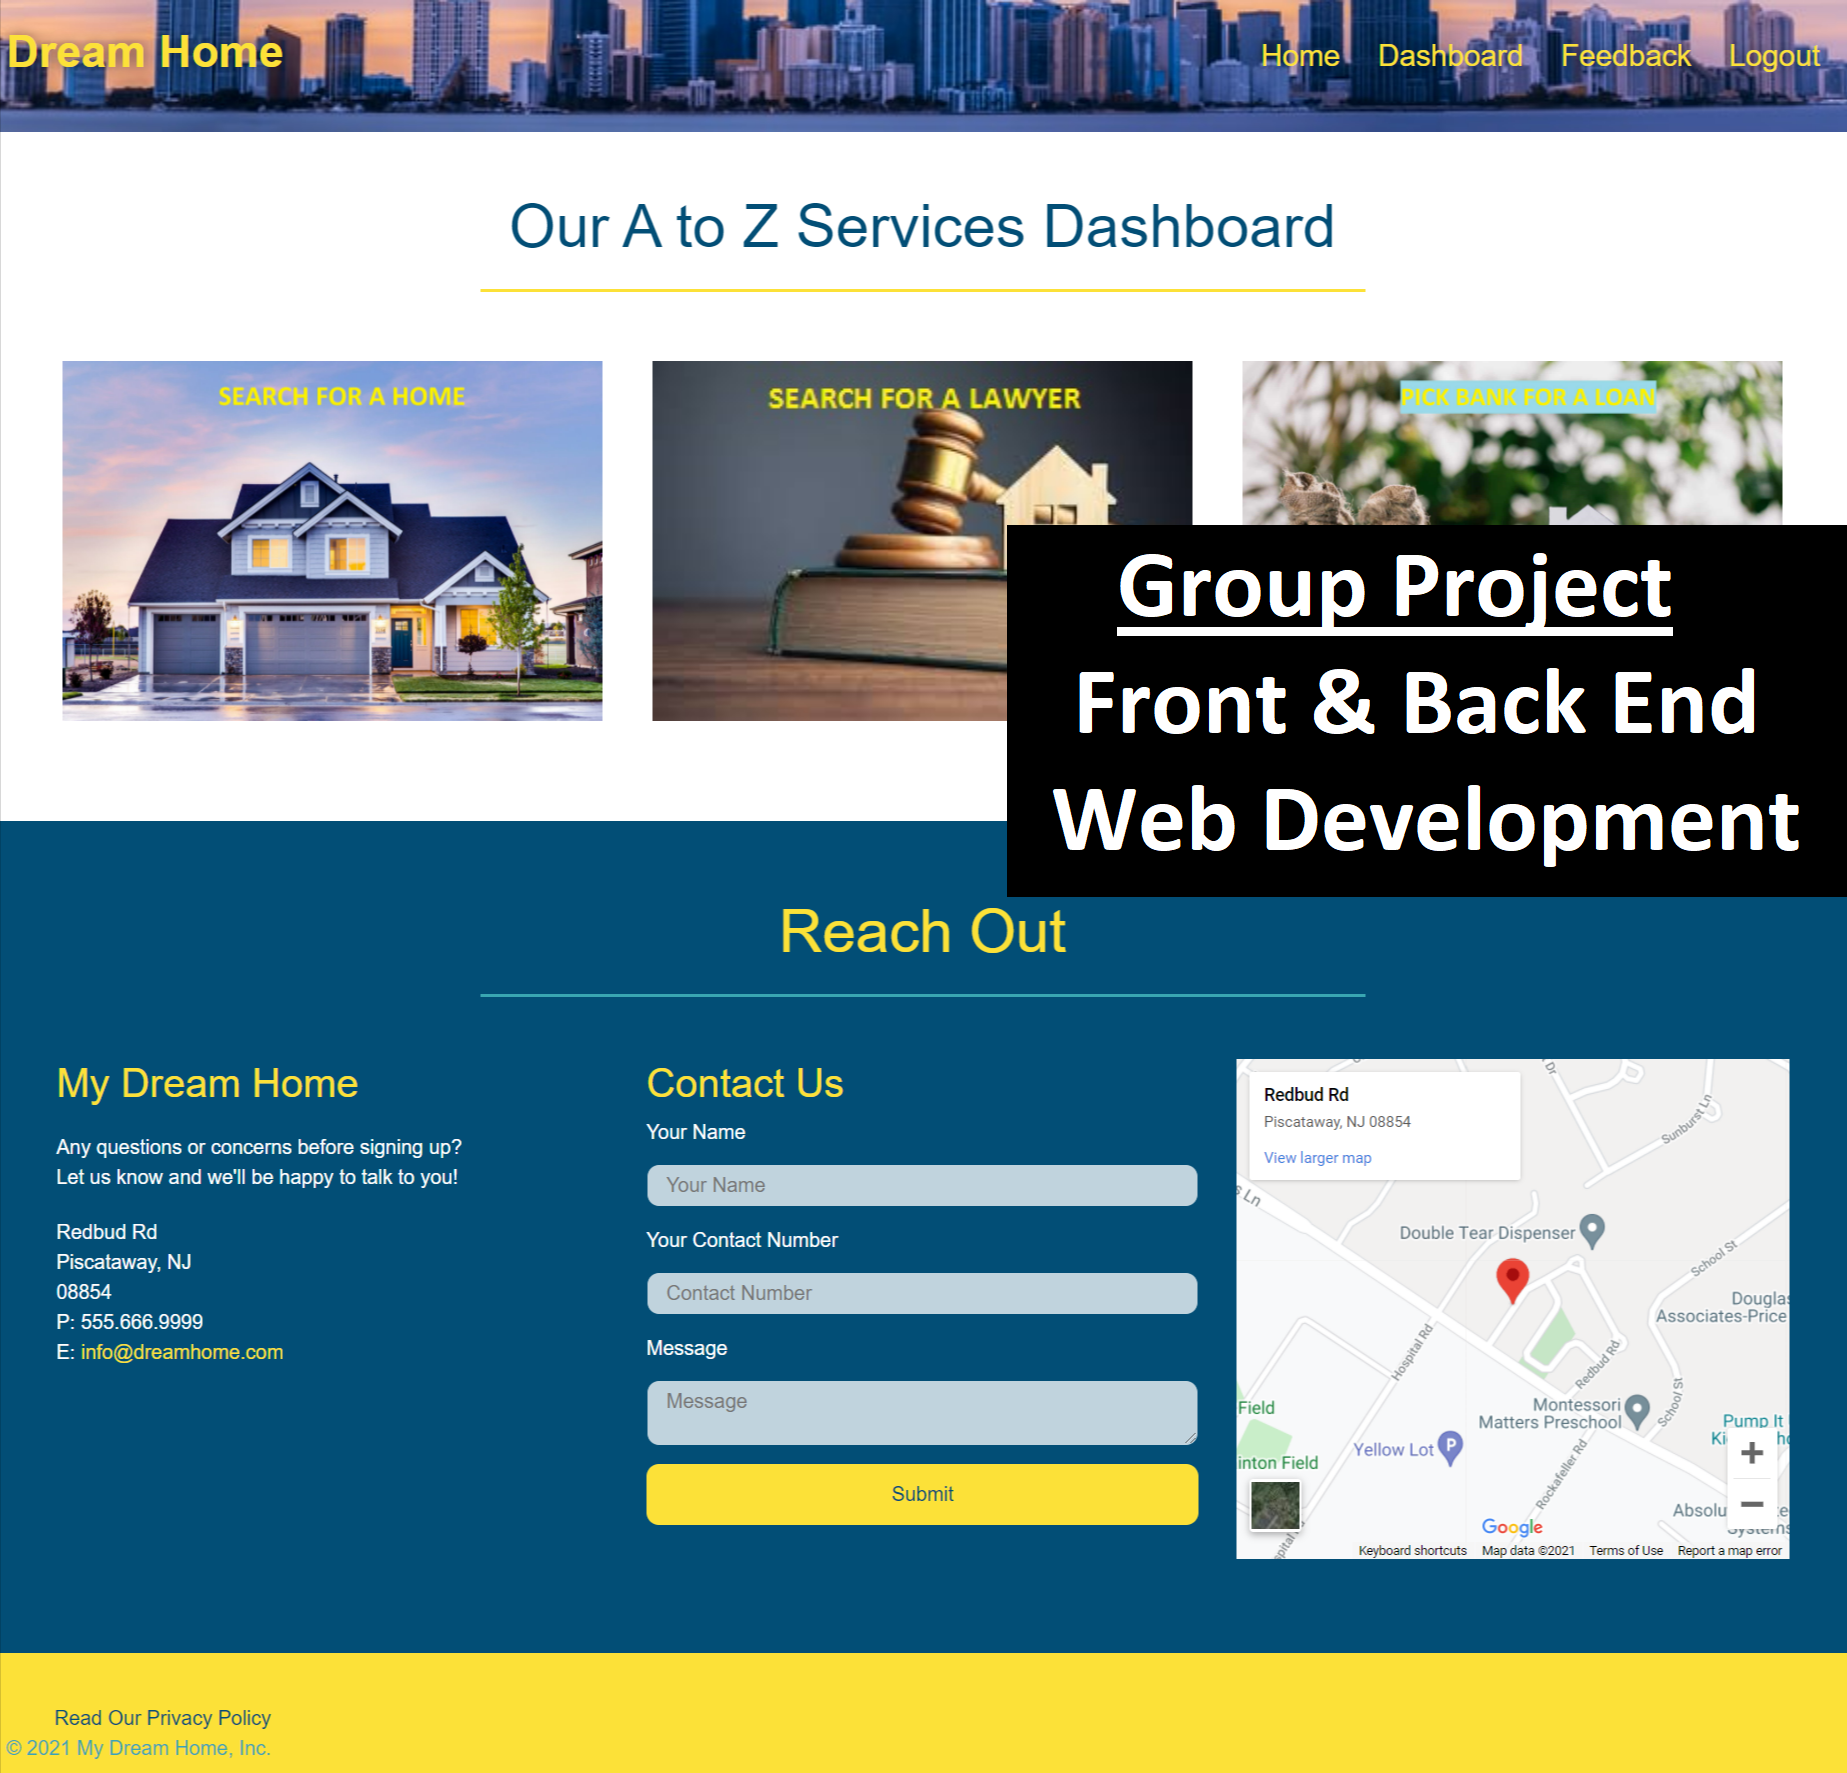 Dream Home
Home Dashboard Feedback Logout
Our A to Z Services Dashboard
SEARCH FOR A HOME
SEARCH FOR A LAWYER
PICK BANK FOR A LOAN
Group Project
Front & Back End
Web Development
Reach Out
My Dream Home
Any questions or concerns before signing up?
Let us know and we'll be happy to talk to you!
Redbud Rd
Piscataway, NJ
08854
P: 555.666.9999
E: info@dreamhome.com
Contact Us
Your Name
Your Name
Your Contact Number
Contact Number
Message
Message
Submit
Redbud Rd
Piscataway, NJ 08854
View larger map
Dr
Sunburst Ln
s Ln
Double Tear Dispenser
School St
Douglas
Associates-Price
Hospital Rd
Redbud Rd
Montessori
Matters Preschool
School St
Field
Pump It
Yellow Lot
inton Field
Rockafeller Rd
Absolu
Google
Keyboard shortcuts Map data ©2021 Terms of Use Report a map error
Read Our Privacy Policy
© 2021 My Dream Home, Inc.